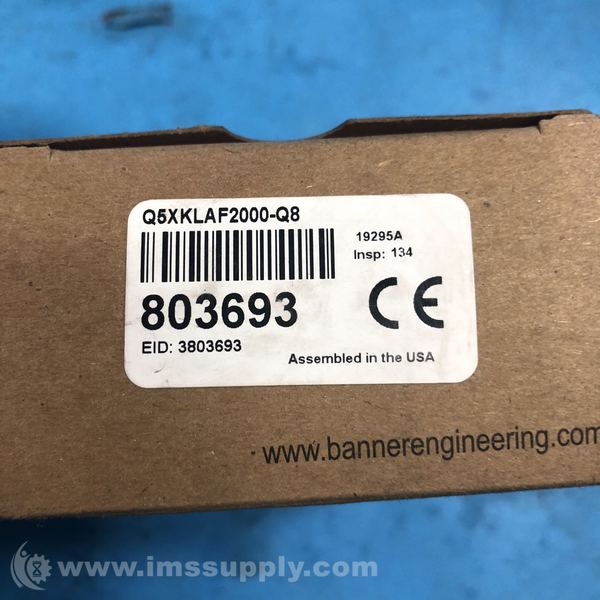 Q5XKLAF2000-Q8
19295A
Insp: 134
803693
CE
EID: 3803693
Assembled in the USA
www.bannerengineering.com
www.imssupply.com